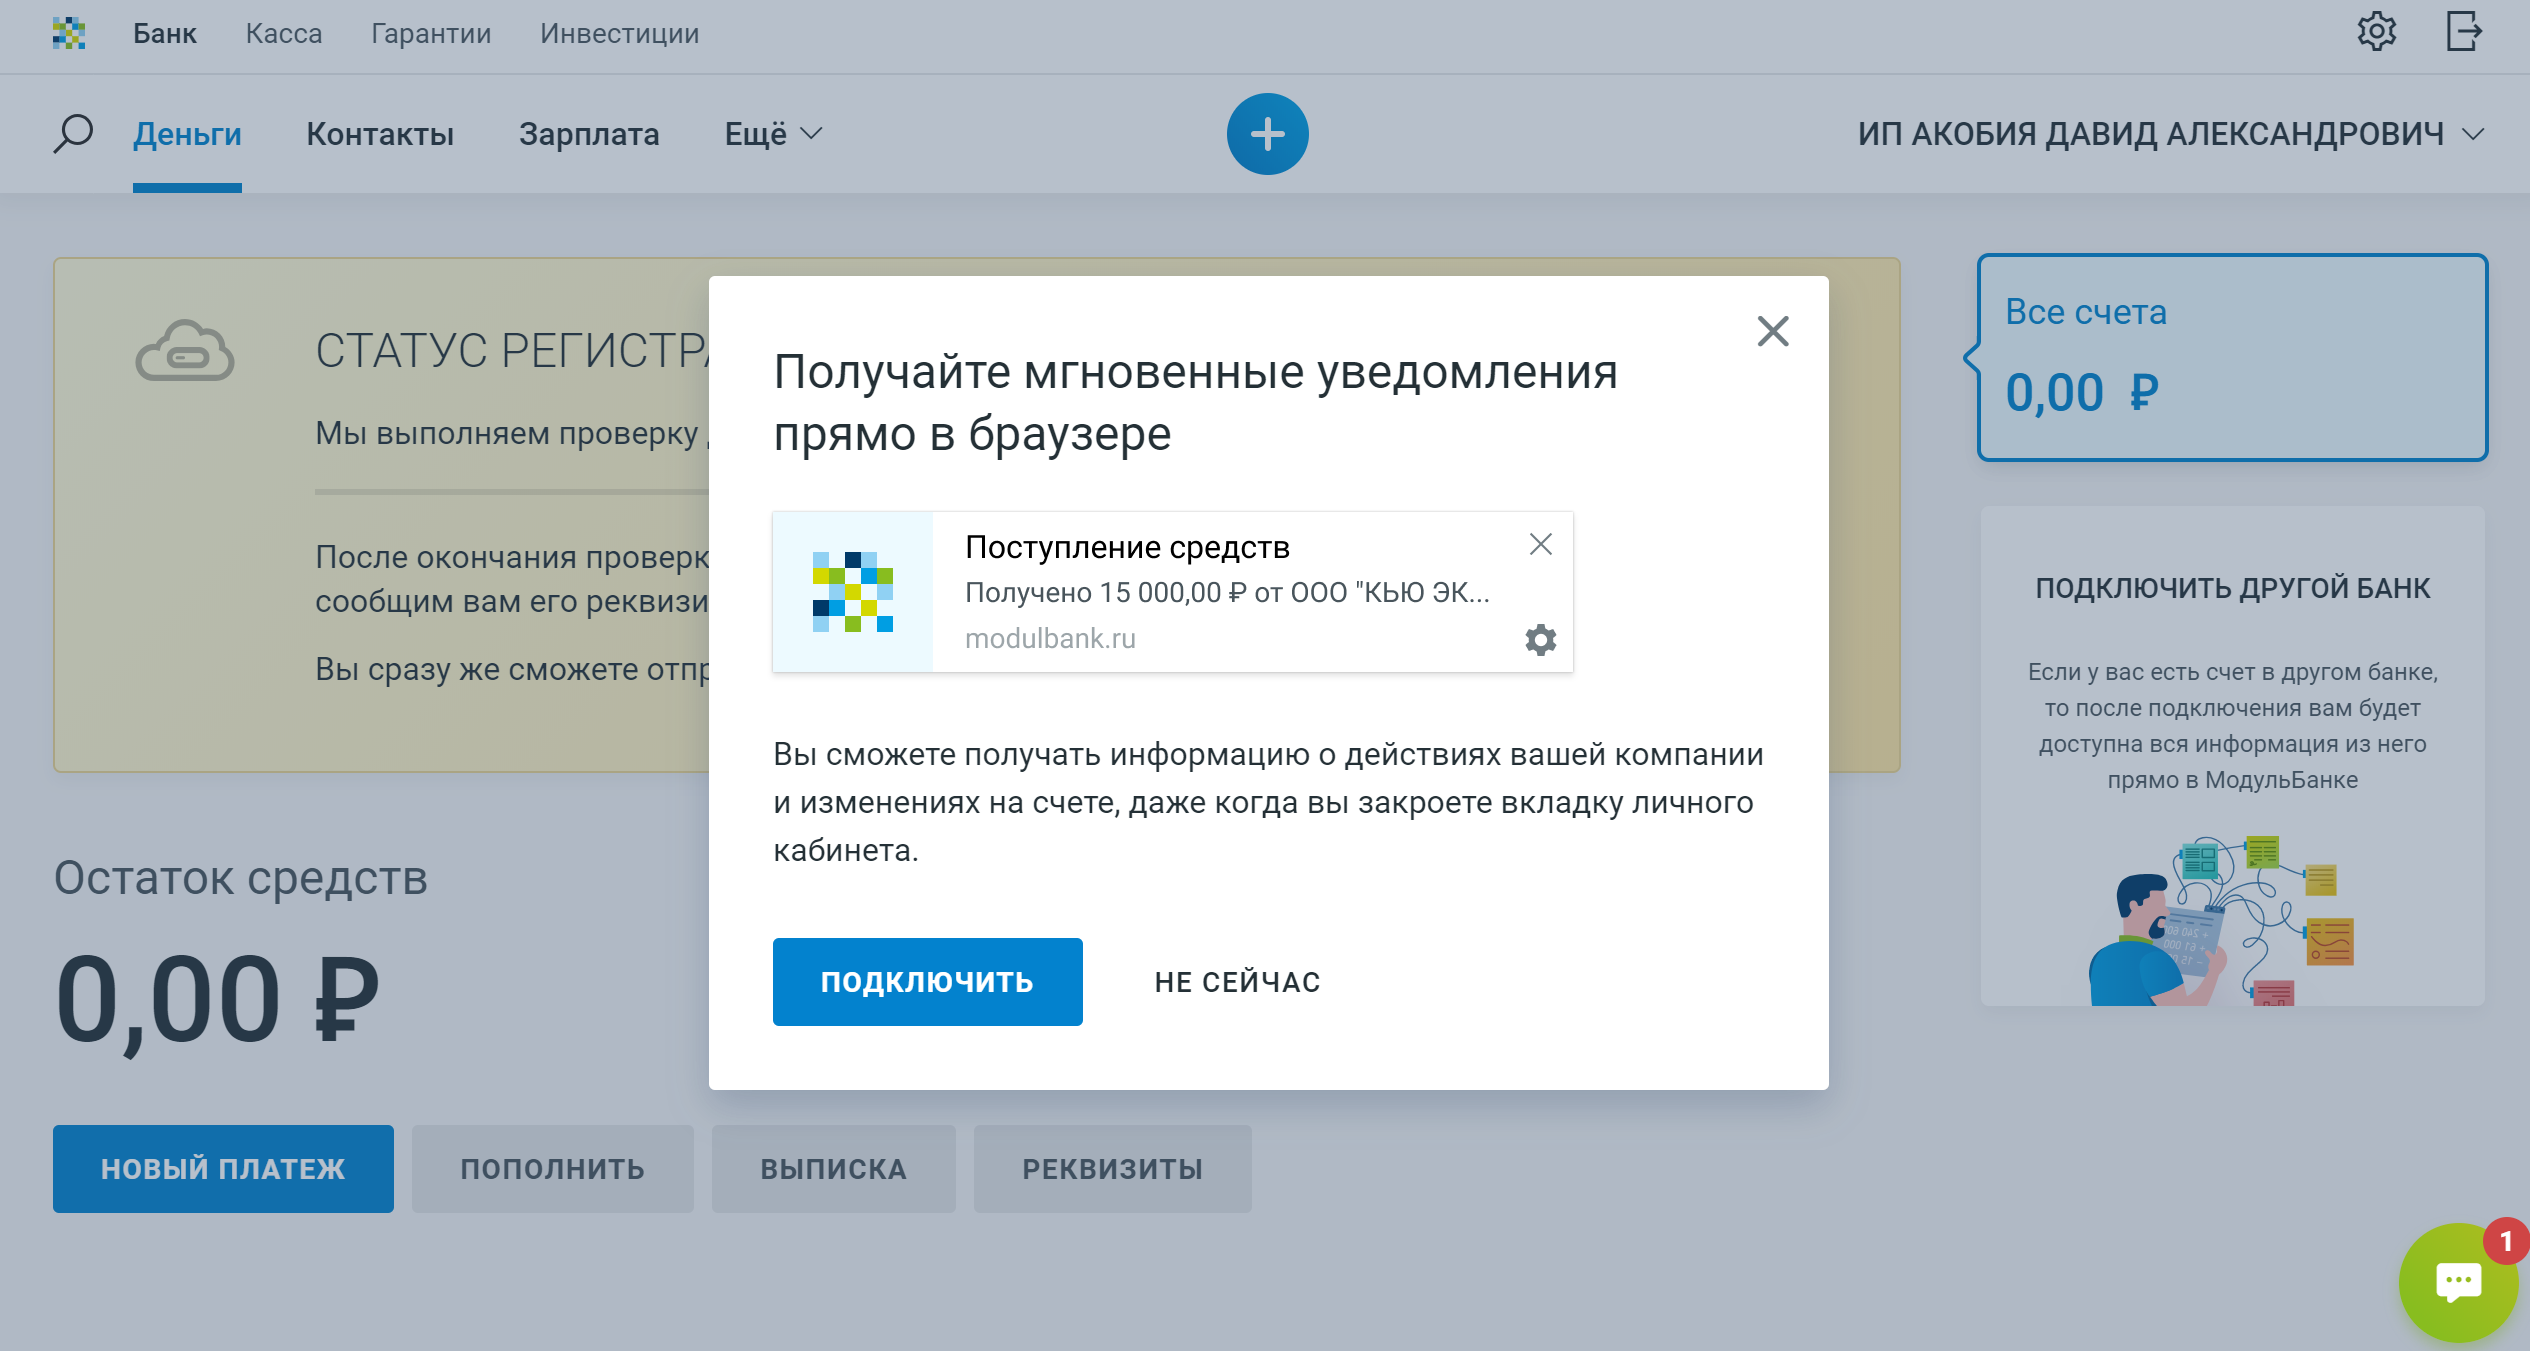 Банк Касса Гарантии Инвестиции
Деньги Контакты Зарплата Ещё ИП АКОБИЯ ДАВИД АЛЕКСАНДРОВИЧ
СТАТУС
Мы выполняем проверку
После окончания
сообщим вам его
Вы сразу же сможете
Получайте мгновенные уведомления
прямо в браузере
Поступление средств
Получено 15 000,00 ₽ от ООО "КЬЮ ЭК...
modulbank.ru
Вы сможете получать информацию о действиях вашей компании
и изменениях на счете, даже когда вы закроете вкладку личного
кабинета.
ПОДКЛЮЧИТЬ НЕ СЕЙЧАС
Все счета
0,00 ₽
ПОДКЛЮЧИТЬ ДРУГОЙ БАНК
Если у вас есть счет в другом банке,
то после подключения вам будет
доступна вся информация из него
прямо в МодульБанке
Остаток средств
0,00 ₽
НОВЫЙ ПЛАТЕЖ ПОПОЛНИТЬ ВЫПИСКА РЕКВИЗИТЫ
1